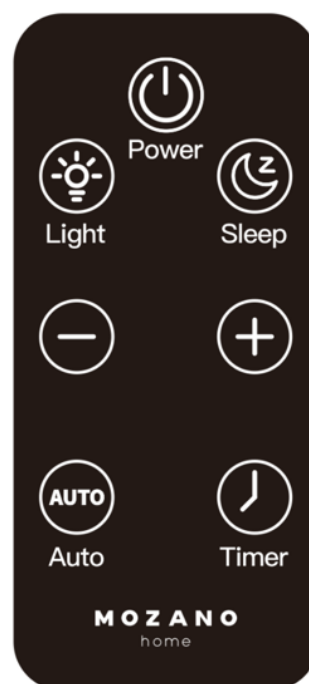 Power
Light
Sleep
z
−
+
AUTO
Auto
Timer
MOZANO
home